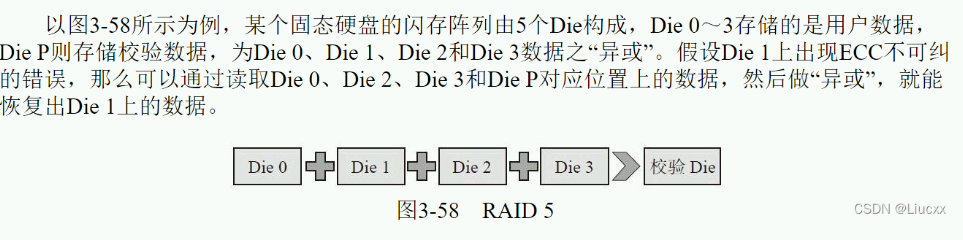 以图3-58所示为例，某个固态硬盘的闪存阵列由5个Die构成，Die 0～3存储的是用户数据，
Die P则存储校验数据，为Die 0、Die 1、Die 2和Die 3数据之“异或”。假设Die 1上出现ECC不可纠
的错误，那么可以通过读取Die 0、Die 2、Die 3和Die P对应位置上的数据，然后做“异或”，就能
恢复出Die 1上的数据。
Die 0 Die 1 Die 2 Die 3 校验 Die
图3-58 RAID 5
CSDN @Liucxx